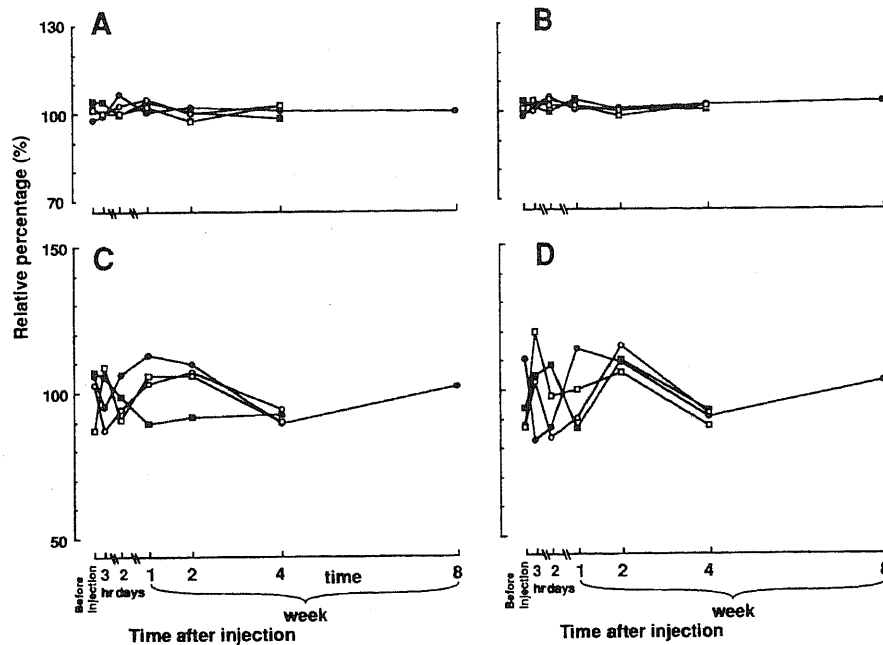 A
B
130
100
70
Relative percentage (%)
C
D
150
100
50
Before
Injection
3
hr
2
days
1
2
4
time
8
week
Time after injection
Before
Injection
3
hr
2
days
1
2
4
8
week
Time after injection